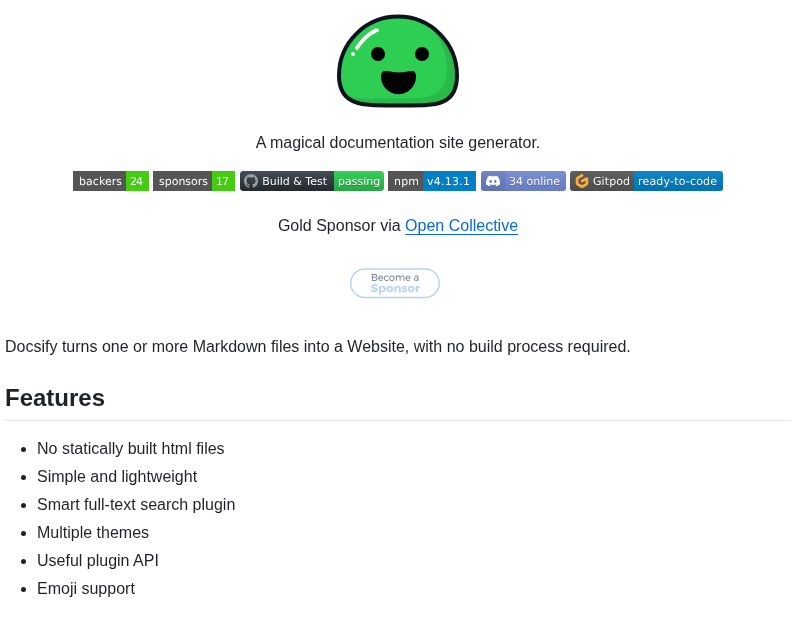 A magical documentation site generator.
backers 24 sponsors 17 Build & Test passing npm v4.13.1 34 online Gitpod ready-to-code
Gold Sponsor via Open Collective
Become a
Sponsor
Docsify turns one or more Markdown files into a Website, with no build process required.
Features
No statically built html files
Simple and lightweight
Smart full-text search plugin
Multiple themes
Useful plugin API
Emoji support